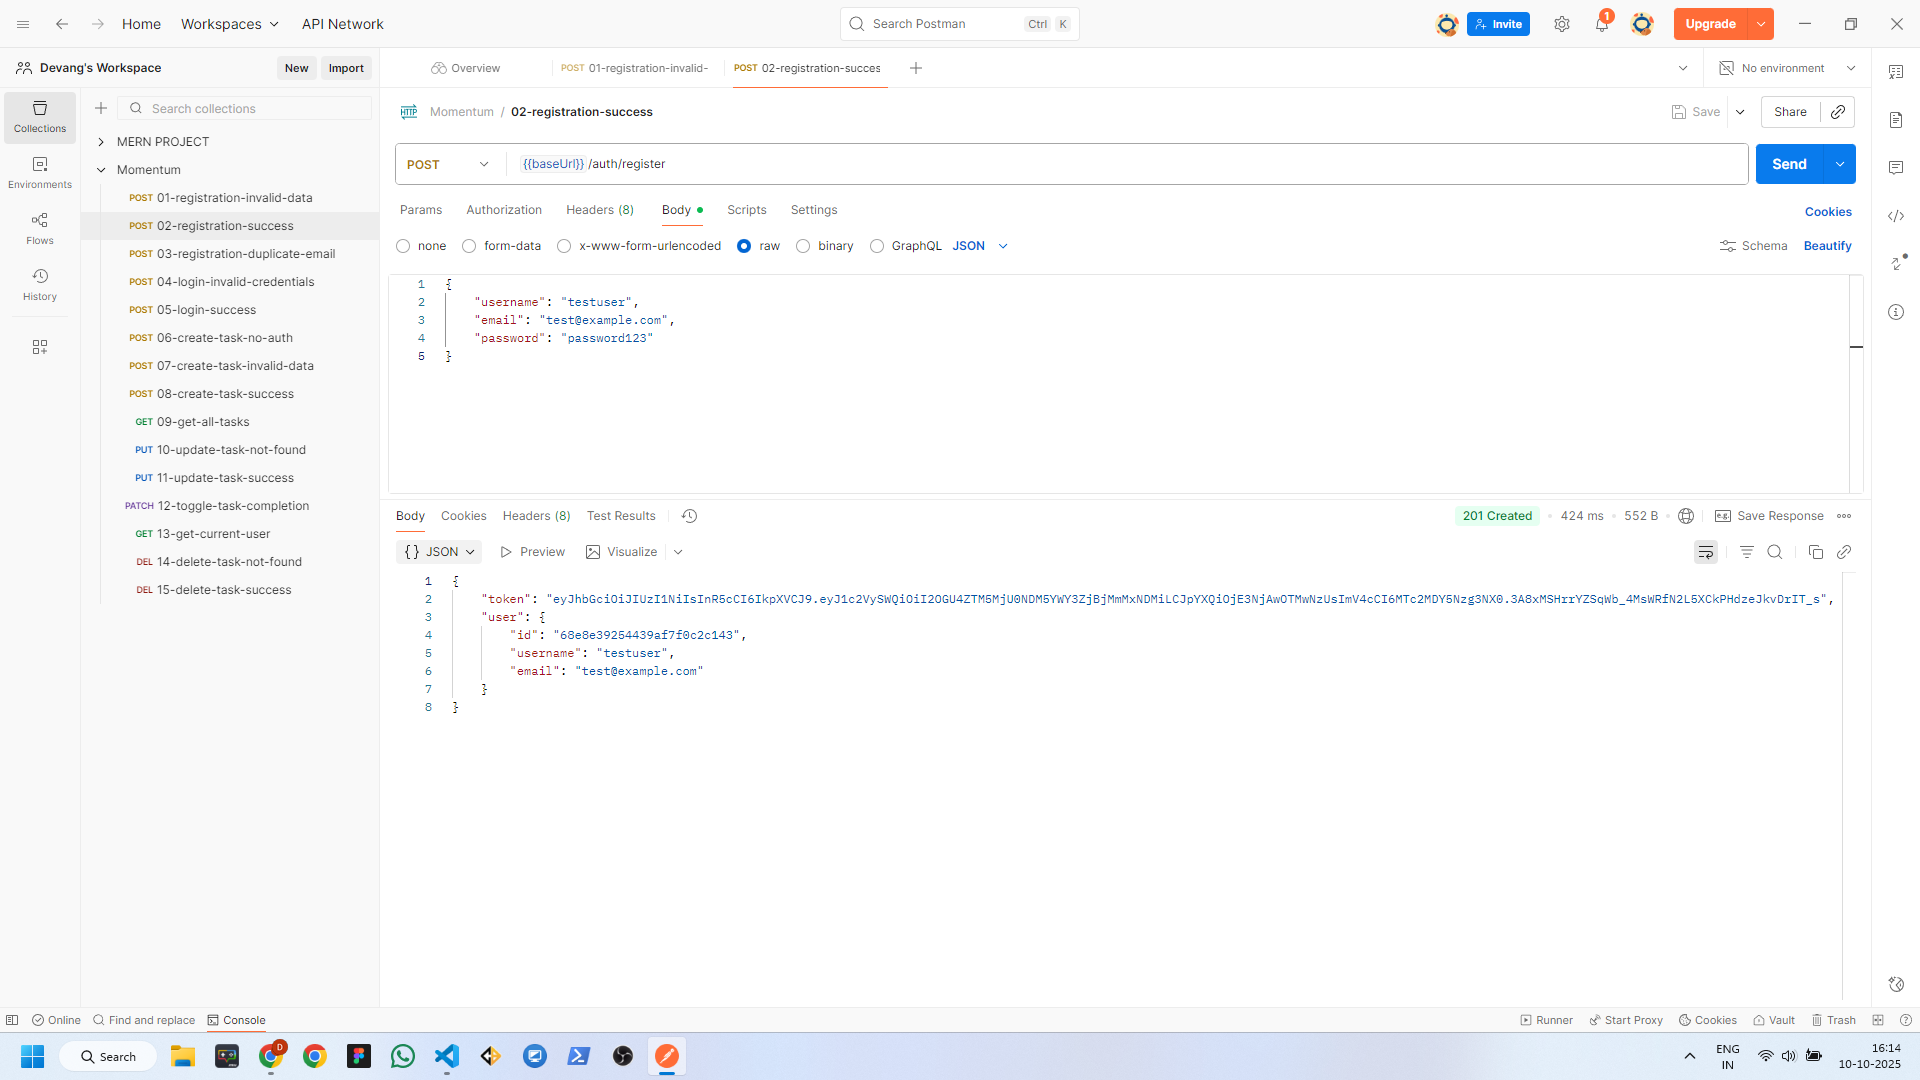 Home
Workspaces
API Network
Search Postman
Ctrl K
Invite
1
Upgrade
Devang's Workspace
New
Import
Overview
POST 01-registration-invalid-
POST 02-registration-succes
No environment
Collections
Environments
Flows
History
Search collections
MERN PROJECT
Momentum
POST 01-registration-invalid-data
POST 02-registration-success
POST 03-registration-duplicate-email
POST 04-login-invalid-credentials
POST 05-login-success
POST 06-create-task-no-auth
POST 07-create-task-invalid-data
POST 08-create-task-success
GET 09-get-all-tasks
PUT 10-update-task-not-found
PUT 11-update-task-success
PATCH 12-toggle-task-completion
GET 13-get-current-user
DEL 14-delete-task-not-found
DEL 15-delete-task-success
HTTP Momentum / 02-registration-success
Save
Share
POST
{{baseUrl}} /auth/register
Send
Params
Authorization
Headers (8)
Body
Scripts
Settings
Cookies
none
form-data
x-www-form-urlencoded
raw
binary
GraphQL
JSON
Schema
Beautify
1 {
2 "username": "testuser",
3 "email": "test@example.com",
4 "password": "password123"
5 }
Body
Cookies
Headers (8)
Test Results
201 Created
424 ms
552 B
e.g. Save Response
{} JSON
Preview
Visualize
1 {
2 "token": "eyJhbGciOiJIUzI1NiIsInR5cCI6IkpXVCJ9.eyJ1c2VySWQiOiI2OGU4ZTM5MjU0NDM5YWY3ZjBjMmMxNDMiLCJpYXQiOjE3NjAwOTMwNzUsImV4cCI6MTc2MDY5Nzg3NX0.3A8xMSHrrYZSqWb_4MsWRfN2L5XCkPHdzeJkvDrIT_s",
3 "user": {
4 "id": "68e8e39254439af7f0c2c143",
5 "username": "testuser",
6 "email": "test@example.com"
7 }
8 }
Online
Find and replace
Console
Runner
Start Proxy
Cookies
Vault
Trash
Search
D
ENG
IN
16:14
10-10-2025